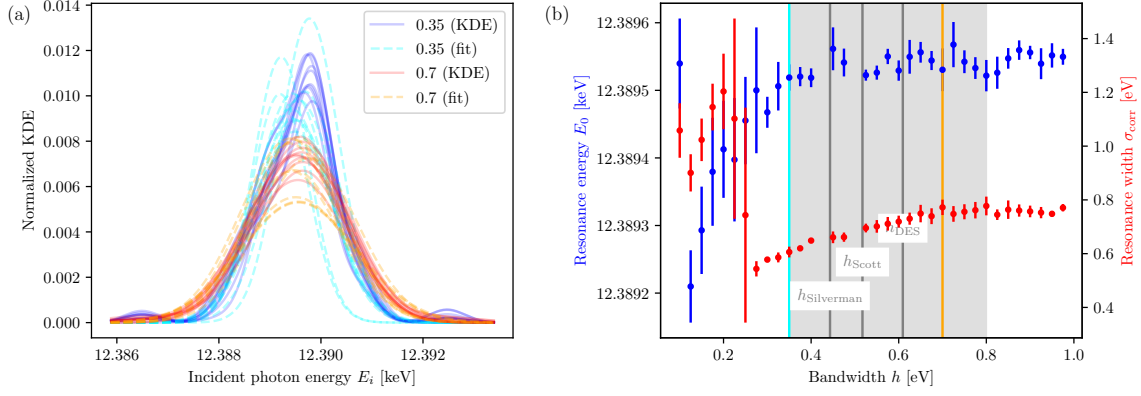 (a)
0.014
0.012
0.010
0.008
0.006
0.004
0.002
0.000
Normalized KDE
0.35 (KDE)
0.35 (fit)
0.7 (KDE)
0.7 (fit)
12.386
12.388
12.390
12.392
Incident photon energy E_i [keV]
(b)
12.3896
12.3895
12.3894
12.3893
12.3892
Resonance energy E_0 [keV]
h_DES
h_Scott
h_Silverman
0.2
0.4
0.6
0.8
1.0
Bandwidth h [eV]
1.4
1.2
1.0
0.8
0.6
0.4
Resonance width σ_corr [eV]